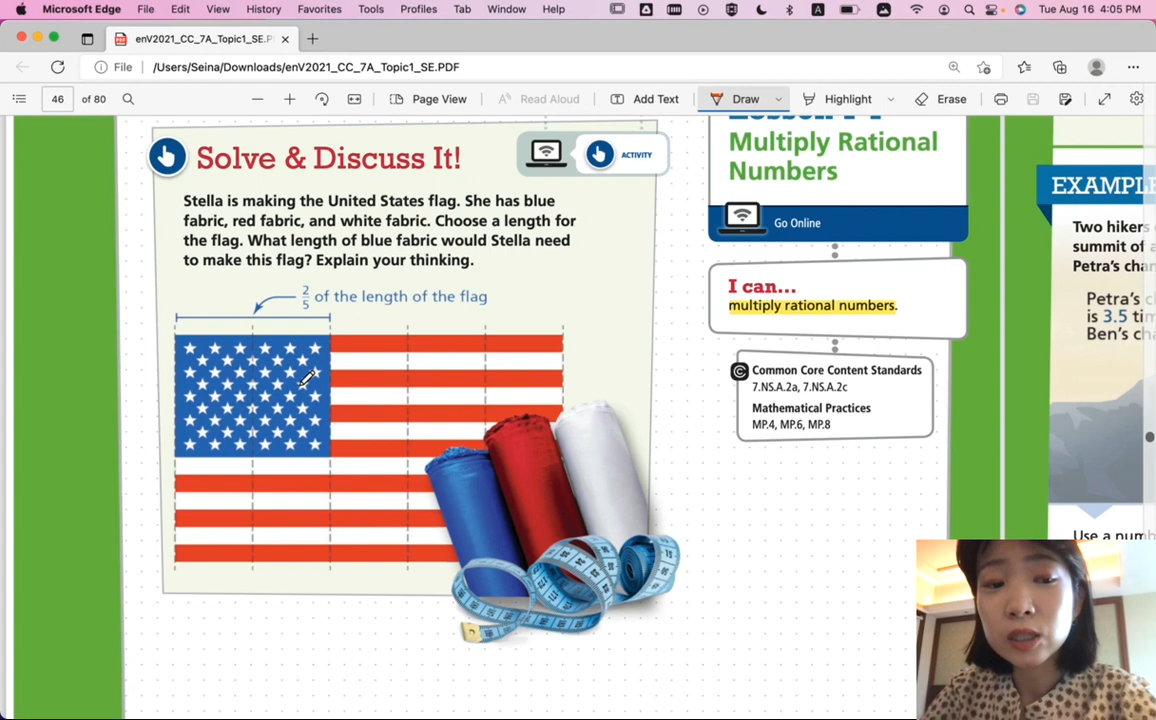 Microsoft Edge File Edit View History Favorites Tools Profiles Tab Window Help A Tue Aug 16 4:05 PM
enV2021_CC_7A_Topic1_SE.P
File /Users/Seina/Downloads/enV2021_CC_7A_Topic1_SE.PDF
46 of 80 Page View Read Aloud Add Text Draw Highlight Erase
Solve & Discuss It!
ACTIVITY
Stella is making the United States flag. She has blue
fabric, red fabric, and white fabric. Choose a length for
the flag. What length of blue fabric would Stella need
to make this flag? Explain your thinking.
2/5 of the length of the flag
Multiply Rational
Numbers
Go Online
I can...
multiply rational numbers.
Common Core Content Standards
7.NS.A.2a, 7.NS.A.2c
Mathematical Practices
MP.4, MP.6, MP.8
EXAMPL
Two hikers
summit of a
Petra's cha
Petra's c
is 3.5 ti
Ben's ch
Use a num